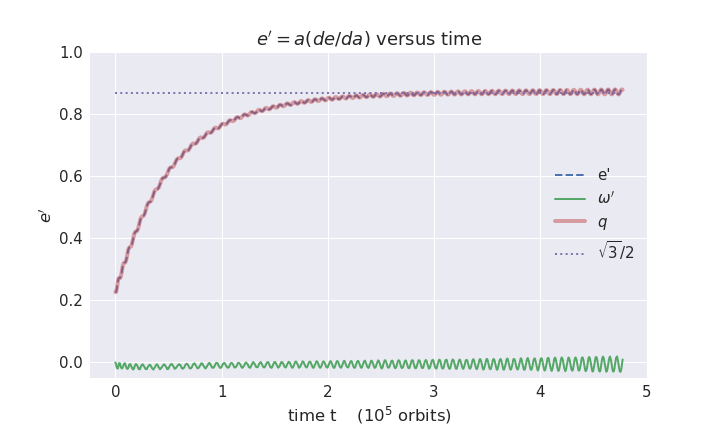 e′ = a(de/da) versus time
1.0
0.8
0.6
0.4
0.2
0.0
e′
e'
ω′
q
√3/2
0 1 2 3 4 5
time t (10⁵ orbits)